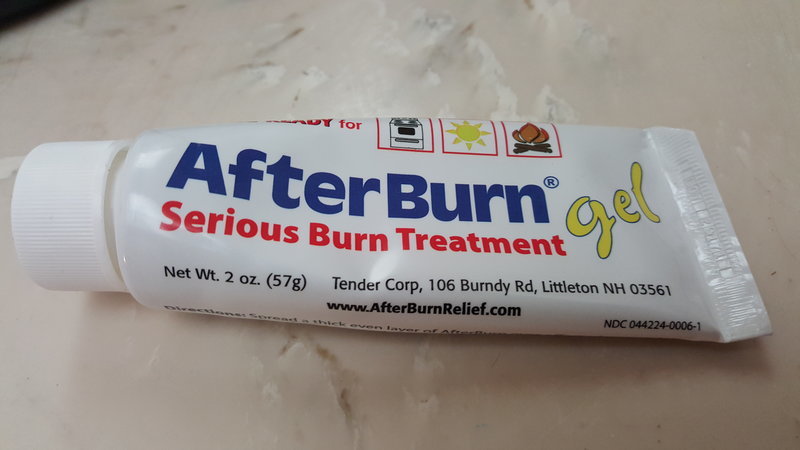 READY for
AfterBurn® gel
Serious Burn Treatment
Net Wt. 2 oz. (57g) Tender Corp, 106 Burndy Rd, Littleton NH 03561
www.AfterBurnRelief.com
NDC 044224-0006-1
Directions: Spread a thick even layer of AfterBurn